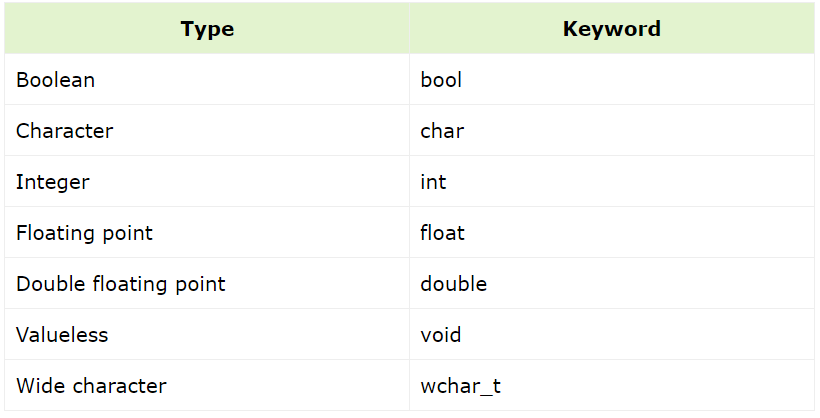 Type Keyword
Boolean bool
Character char
Integer int
Floating point float
Double floating point double
Valueless void
Wide character wchar_t